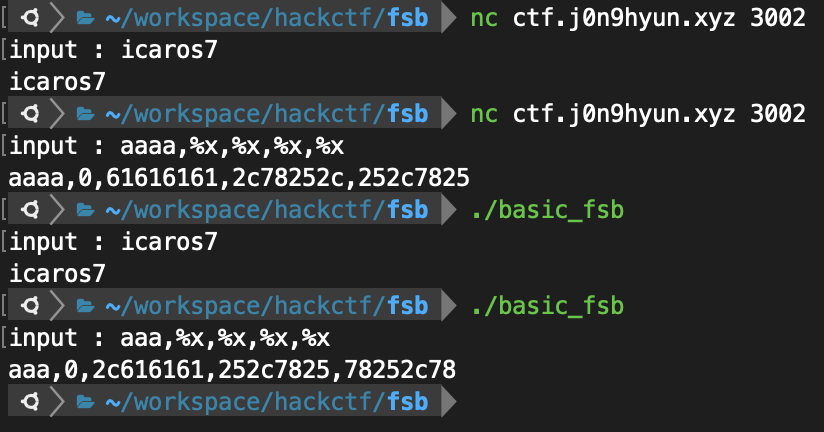 ~/workspace/hackctf/fsb nc ctf.j0n9hyun.xyz 3002
[input : icaros7
icaros7
[ ~/workspace/hackctf/fsb nc ctf.j0n9hyun.xyz 3002
[input : aaaa,%x,%x,%x,%x
aaaa,0,61616161,2c78252c,252c7825
[ ~/workspace/hackctf/fsb ./basic_fsb
[input : icaros7
icaros7
[ ~/workspace/hackctf/fsb ./basic_fsb
[input : aaa,%x,%x,%x,%x
aaa,0,2c616161,252c7825,78252c78
~/workspace/hackctf/fsb